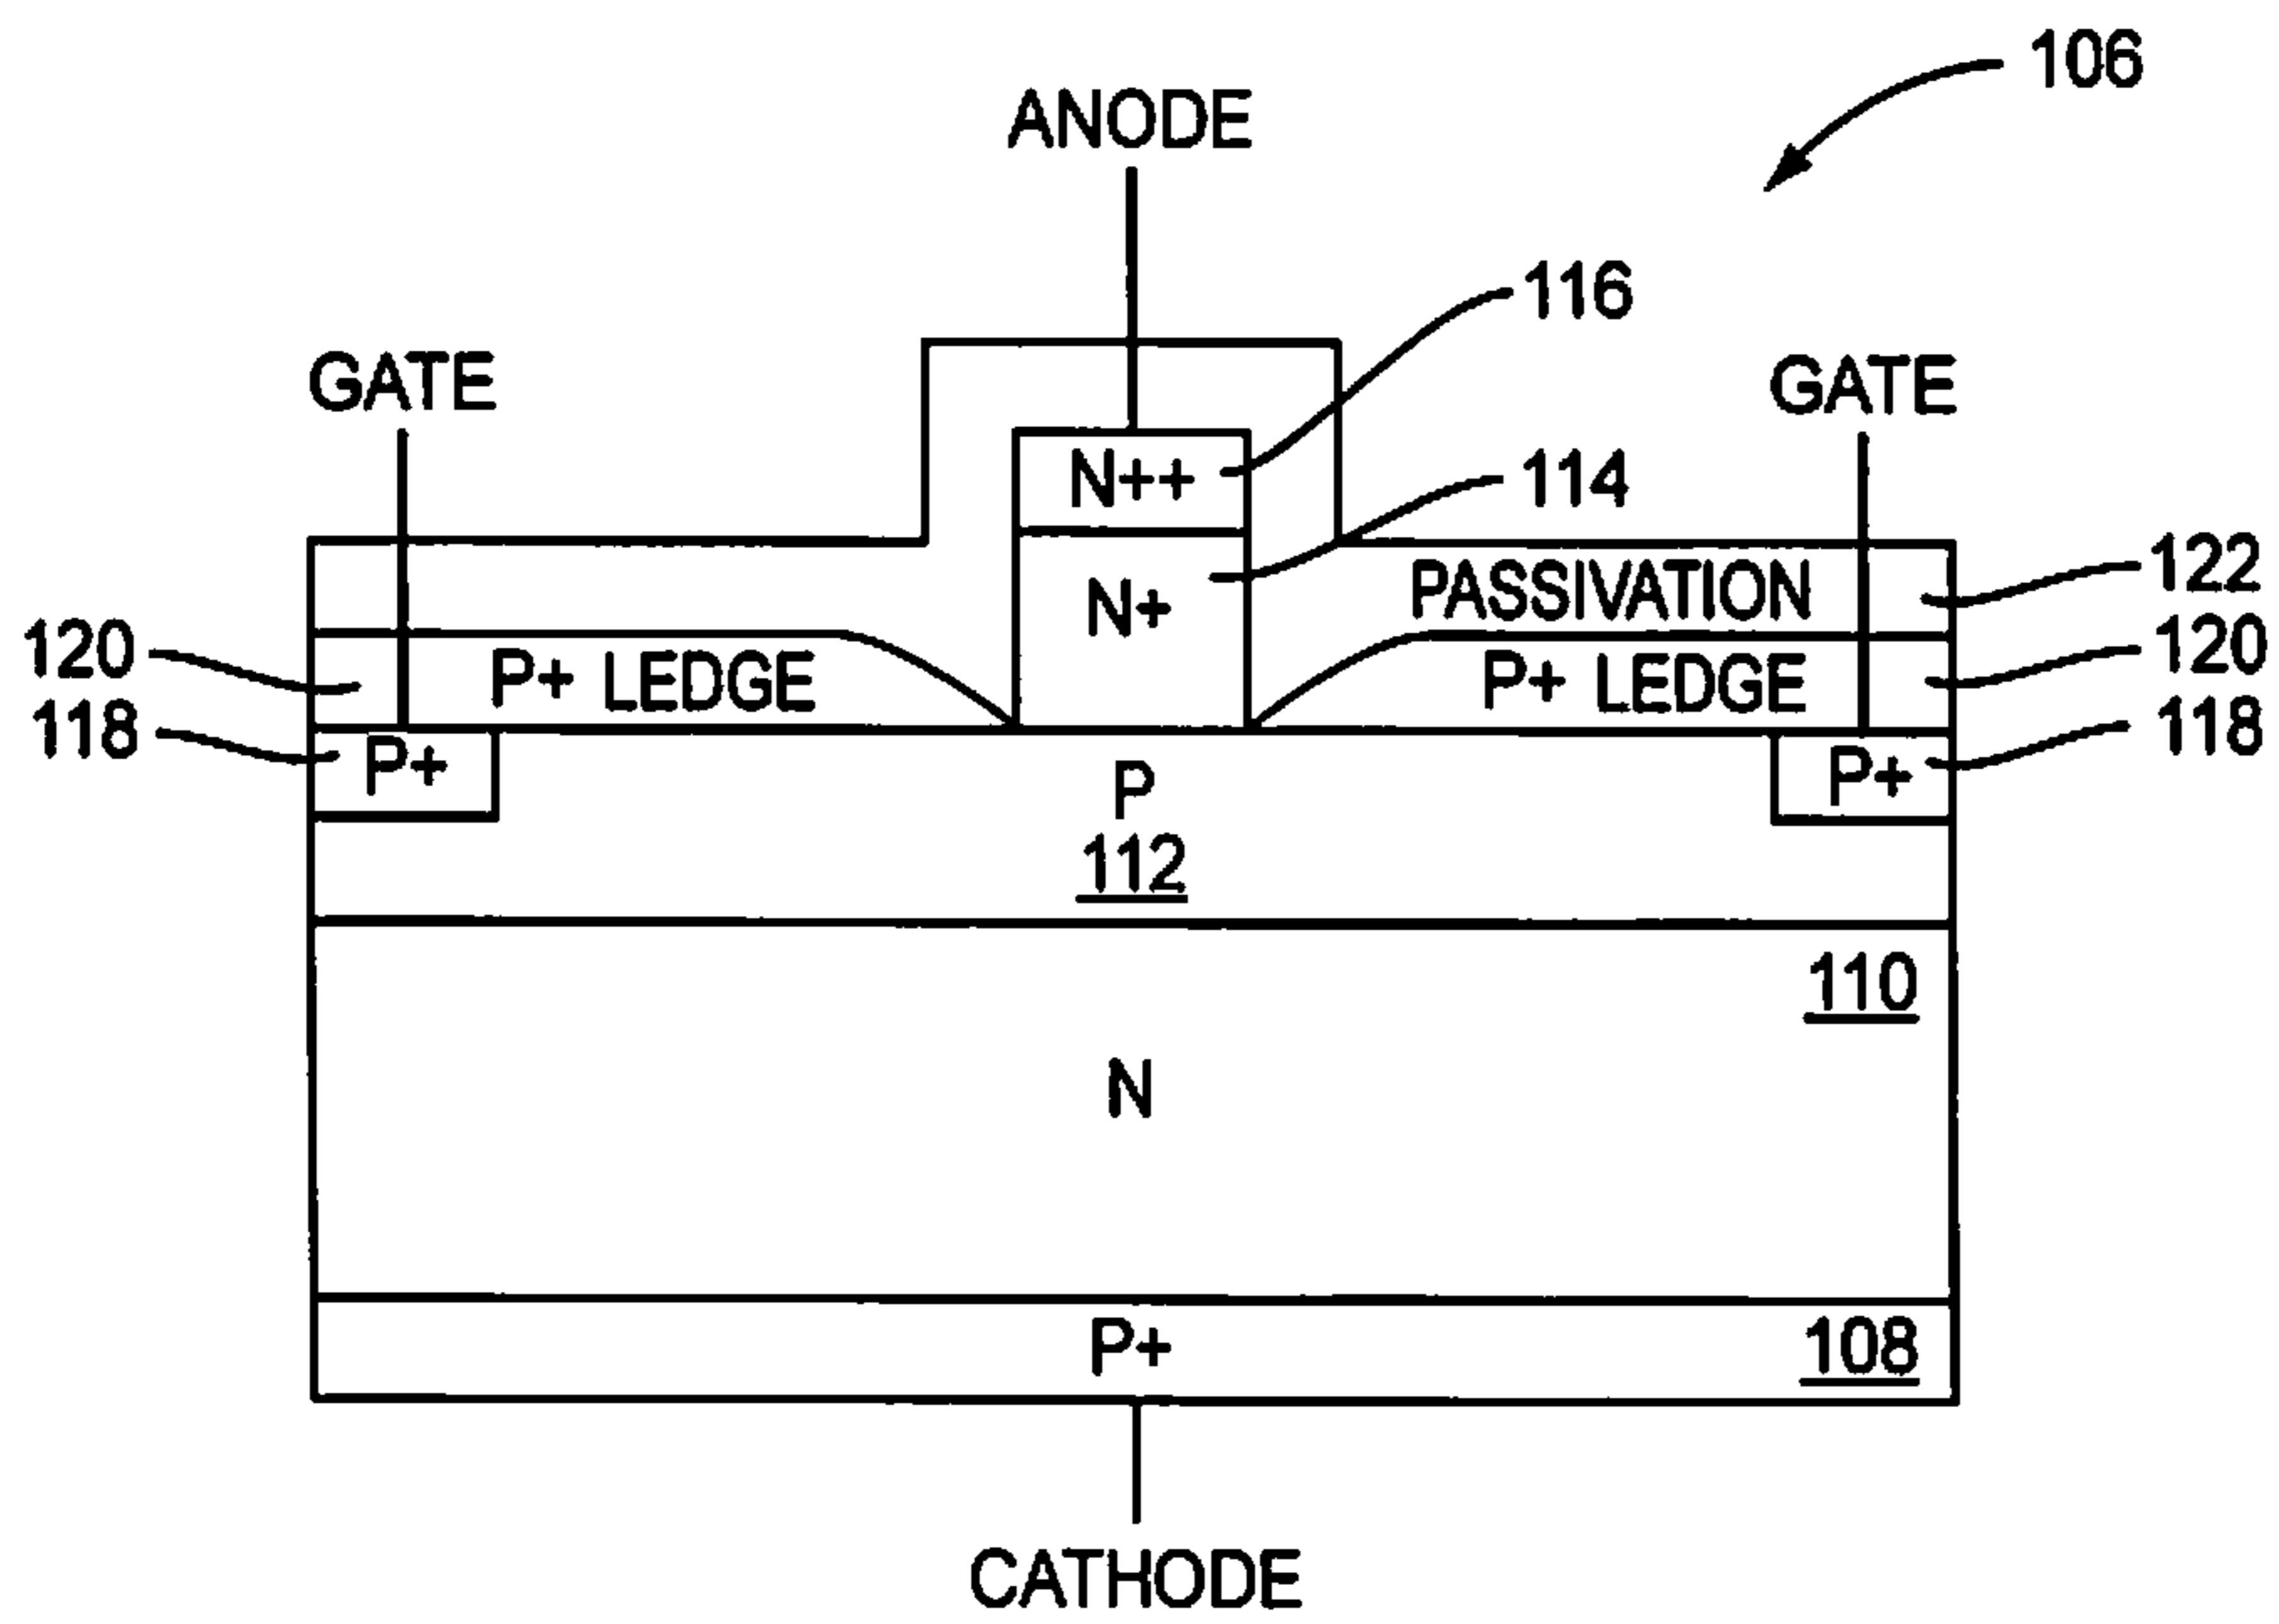 106
ANODE
116
GATE
GATE
N++
114
N+
PASSIVATION
122
120
P+ LEDGE
P+ LEDGE
120
118
P+
P+
118
P
112
110
N
P+
108
CATHODE